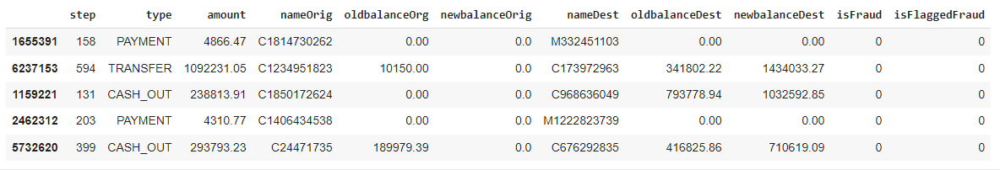 step type amount nameOrig oldbalanceOrg newbalanceOrig nameDest oldbalanceDest newbalanceDest isFraud isFlaggedFraud
1655391 158 PAYMENT 4866.47 C1814730262 0.00 0.0 M332451103 0.00 0.00 0 0
6237153 594 TRANSFER 1092231.05 C1234951823 10150.00 0.0 C173972963 341802.22 1434033.27 0 0
1159221 131 CASH_OUT 238813.91 C1850172624 0.00 0.0 C968636049 793778.94 1032592.85 0 0
2462312 203 PAYMENT 4310.77 C1406434538 0.00 0.0 M1222823739 0.00 0.00 0 0
5732620 399 CASH_OUT 293793.23 C24471735 189979.39 0.0 C676292835 416825.86 710619.09 0 0